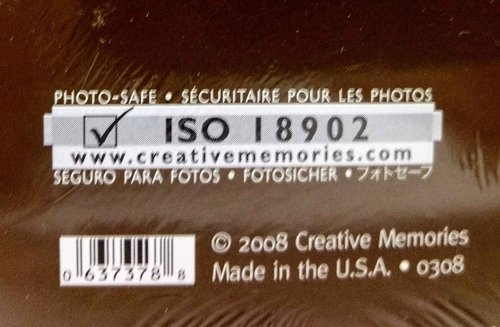 PHOTO-SAFE • SÉCURITAIRE POUR LES PHOTOS
ISO 18902
www.creativememories.com
SEGURO PARA FOTOS • FOTOSICHER • フォトセーフ
© 2008 Creative Memories
0 637378 8
Made in the U.S.A. • 0308